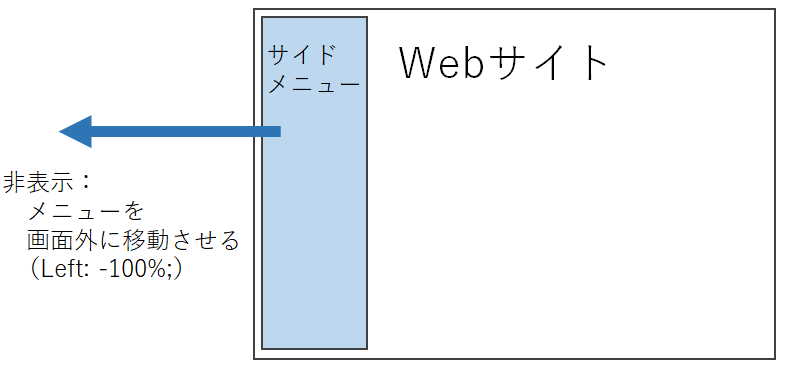 サイド
メニュー
Webサイト
非表示：
メニューを
画面外に移動させる
（Left: -100%;）